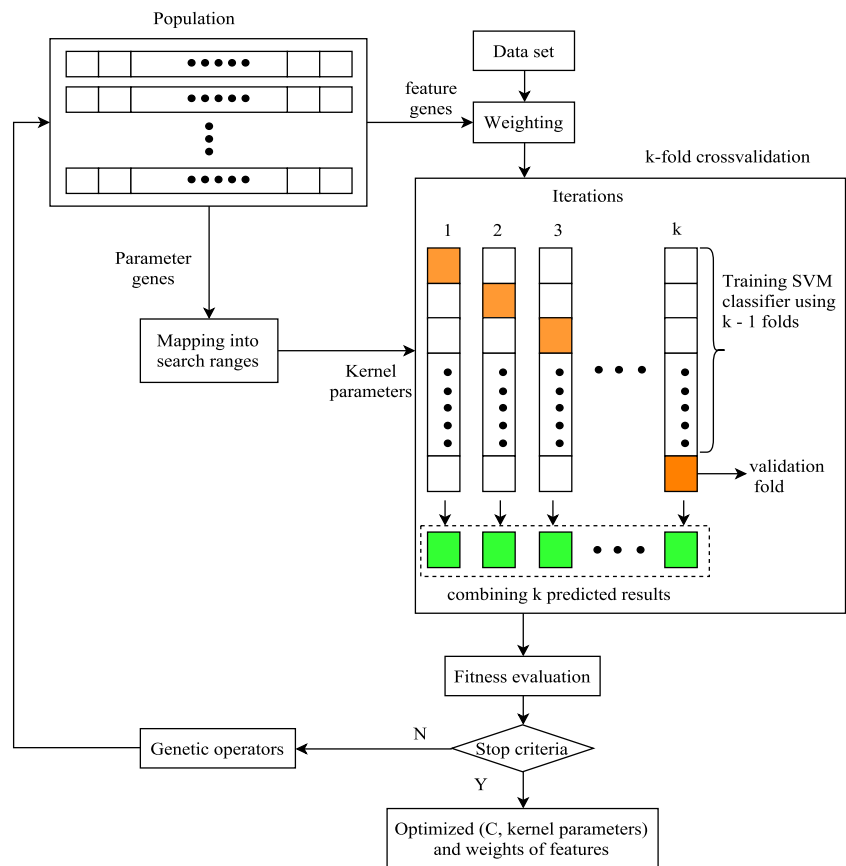 Population
Data set
feature
genes
Weighting
k-fold crossvalidation
Iterations
1 2 3 k
Training SVM
classifier using
k - 1 folds
Parameter
genes
Mapping into
search ranges
Kernel
parameters
validation
fold
combining k predicted results
Fitness evaluation
N
Genetic operators
Stop criteria
Y
Optimized (C, kernel parameters)
and weights of features